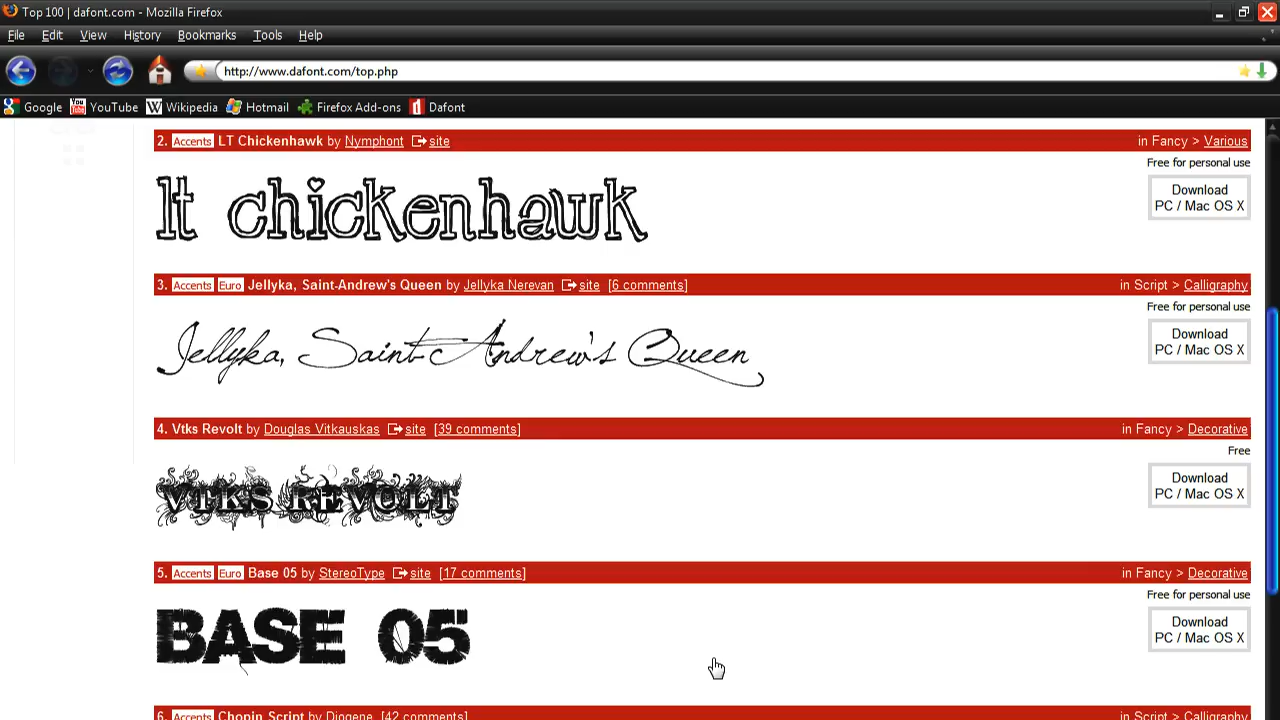 Top 100 | dafont.com - Mozilla Firefox
File Edit View History Bookmarks Tools Help
http://www.dafont.com/top.php
Google YouTube Wikipedia Hotmail Firefox Add-ons Dafont
2. Accents LT Chickenhawk by Nymphont site in Fancy > Various
Free for personal use
lt chickenhawk
Download
PC / Mac OS X
3. Accents Euro Jellyka, Saint-Andrew's Queen by Jellyka Nerevan site [6 comments] in Script > Calligraphy
Free for personal use
Jellyka, Saint-Andrew's Queen
Download
PC / Mac OS X
4. Vtks Revolt by Douglas Vitkauskas site [39 comments] in Fancy > Decorative
Free
VTKS REVOLT
Download
PC / Mac OS X
5. Accents Euro Base 05 by StereoType site [17 comments] in Fancy > Decorative
Free for personal use
BASE 05
Download
PC / Mac OS X
6. Accents Chopin Script by Diogene [42 comments] in Script > Calligraphy